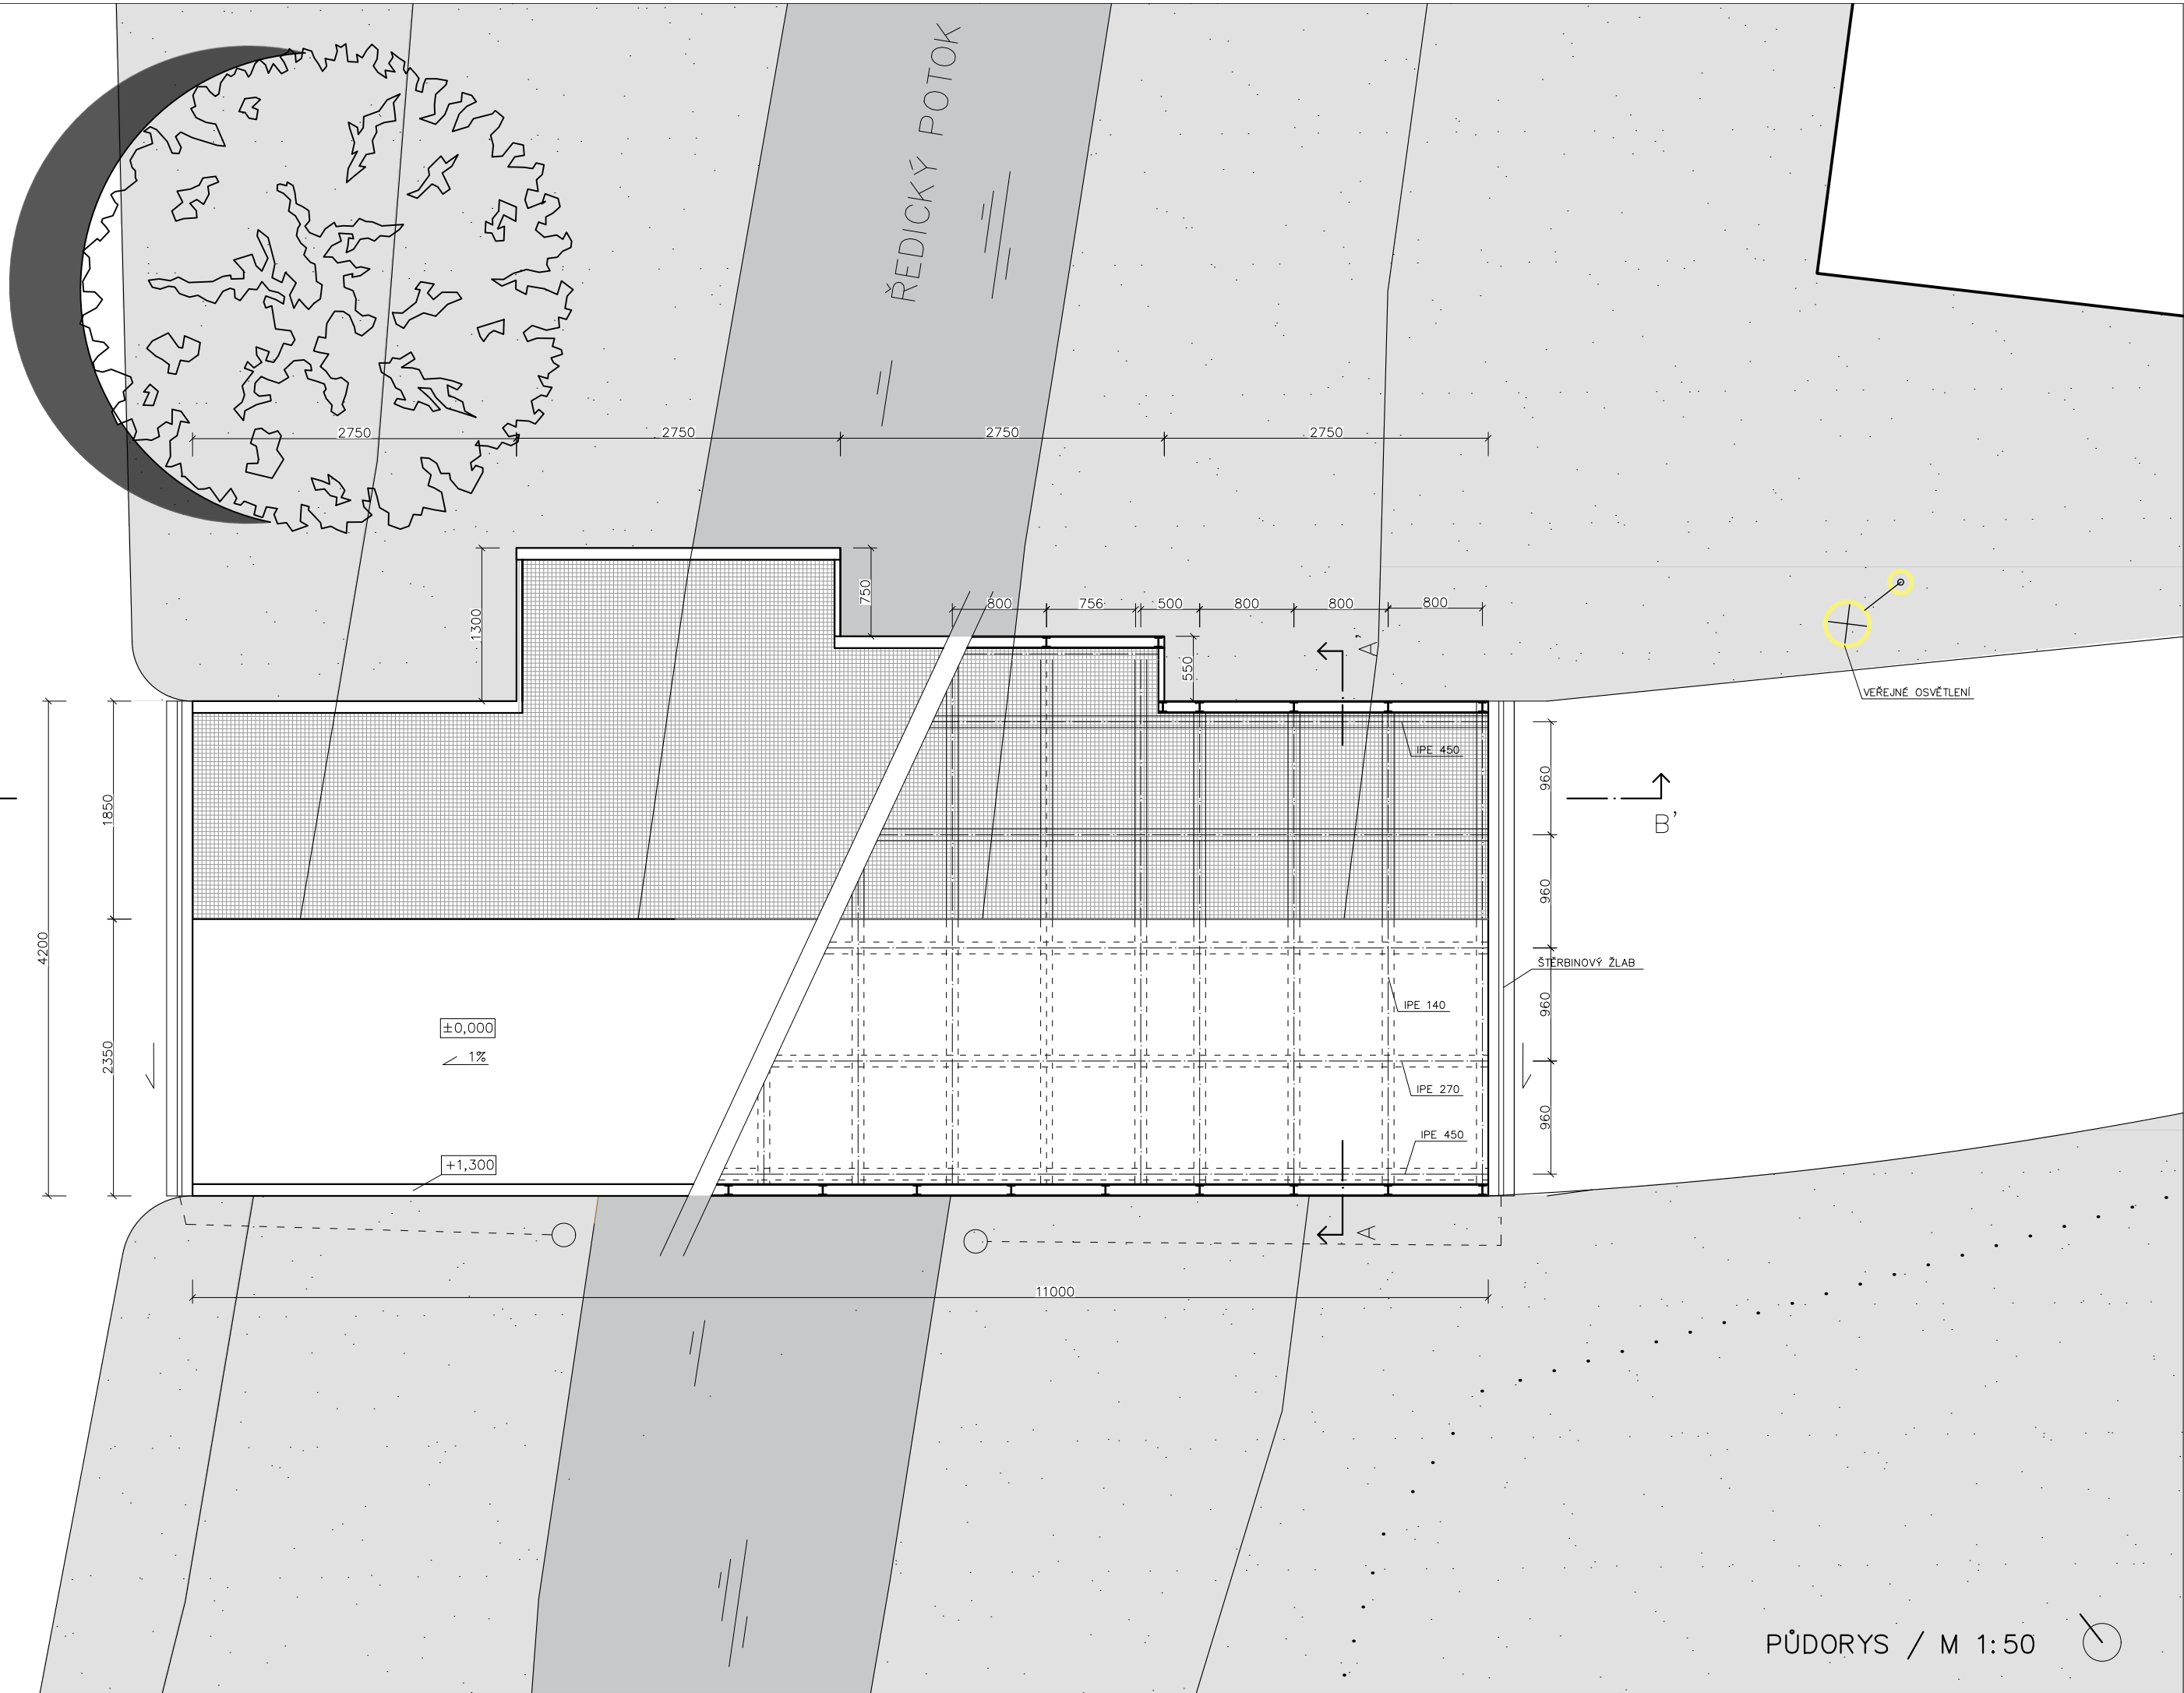 ŘEDICKÝ POTOK
2750
2750
2750
2750
1300
750
800
756
500
800
800
800
550
A'
VEŘEJNÉ OSVĚTLENÍ
IPE 450
960
B'
1850
4200
960
ŠTĚRBINOVÝ ŽLAB
960
IPE 140
±0,000
1%
2350
IPE 270
960
IPE 450
+1,300
A
11000
PŮDORYS / M 1:50